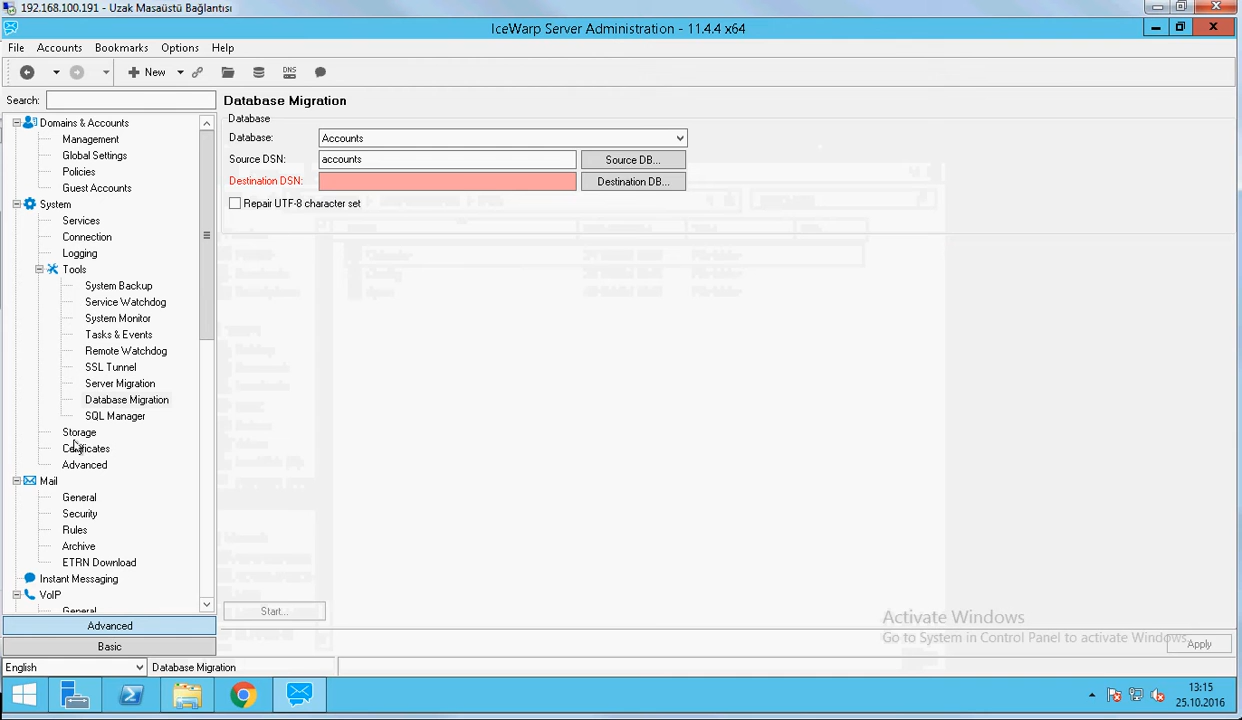 192.168.100.191 - Uzak Masaüstü Bağlantısı
IceWarp Server Administration - 11.4.4 x64
File Accounts Bookmarks Options Help
New
Search:
Domains & Accounts
Management
Global Settings
Policies
Guest Accounts
System
Services
Connection
Logging
Tools
System Backup
Service Watchdog
System Monitor
Tasks & Events
Remote Watchdog
SSL Tunnel
Server Migration
Database Migration
SQL Manager
Storage
Certificates
Advanced
Mail
General
Security
Rules
Archive
ETRN Download
Instant Messaging
VoIP
General
Advanced
Basic
Database Migration
Database
Database: Accounts
Source DSN: accounts Source DB...
Destination DSN: Destination DB...
Repair UTF-8 character set
Start...
Activate Windows
Go to System in Control Panel to activate Windows.
Apply
English Database Migration
DNS
13:15
25.10.2016